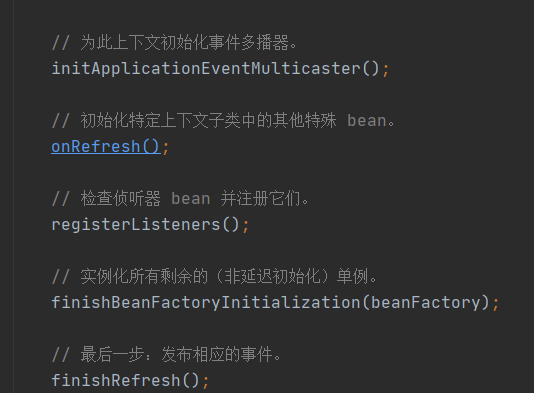 // 为此上下文初始化事件多播器。
initApplicationEventMulticaster();
// 初始化特定上下文子类中的其他特殊 bean。
onRefresh();
// 检查侦听器 bean 并注册它们。
registerListeners();
// 实例化所有剩余的（非延迟初始化）单例。
finishBeanFactoryInitialization(beanFactory);
// 最后一步：发布相应的事件。
finishRefresh();